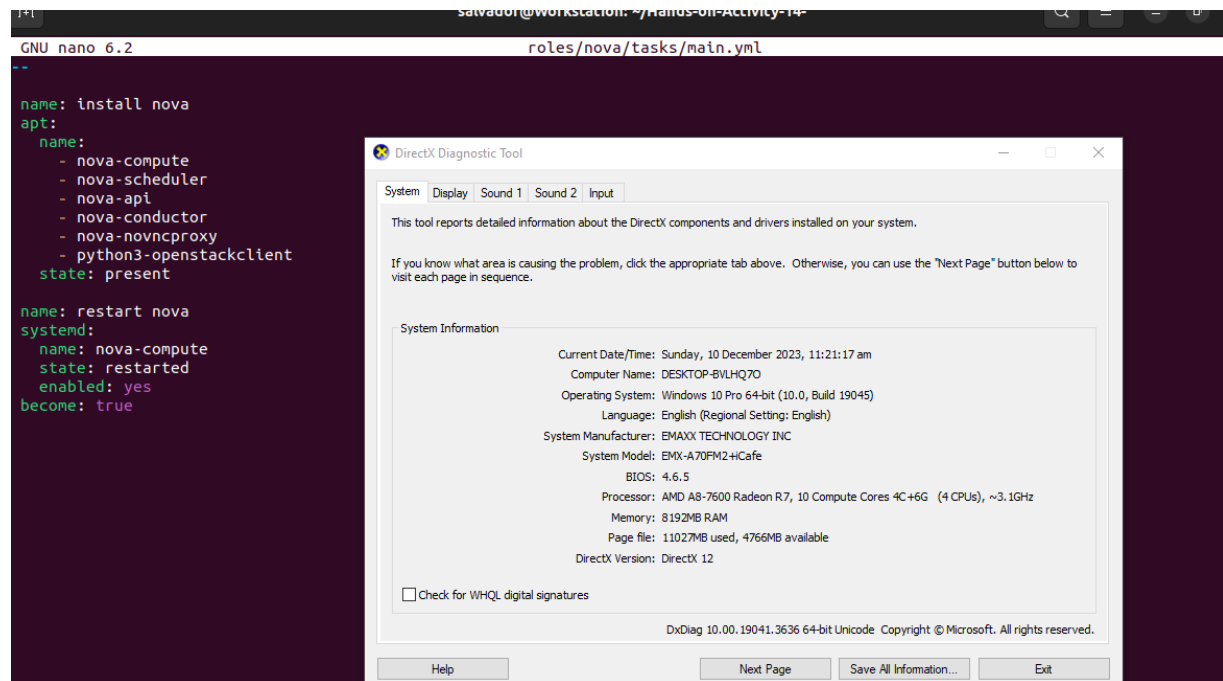 salvador@workstation: ~/Hands-on-Activity-14-
GNU nano 6.2 roles/nova/tasks/main.yml
--
name: install nova
apt:
name:
- nova-compute
- nova-scheduler
- nova-api
- nova-conductor
- nova-novncproxy
- python3-openstackclient
state: present
name: restart nova
systemd:
name: nova-compute
state: restarted
enabled: yes
become: true
DirectX Diagnostic Tool
System Display Sound 1 Sound 2 Input
This tool reports detailed information about the DirectX components and drivers installed on your system.
If you know what area is causing the problem, click the appropriate tab above. Otherwise, you can use the "Next Page" button below to
visit each page in sequence.
System Information
Current Date/Time: Sunday, 10 December 2023, 11:21:17 am
Computer Name: DESKTOP-BVLHQ7O
Operating System: Windows 10 Pro 64-bit (10.0, Build 19045)
Language: English (Regional Setting: English)
System Manufacturer: EMAXX TECHNOLOGY INC
System Model: EMX-A70FM2+iCafe
BIOS: 4.6.5
Processor: AMD A8-7600 Radeon R7, 10 Compute Cores 4C+6G (4 CPUs), ~3.1GHz
Memory: 8192MB RAM
Page file: 11027MB used, 4766MB available
DirectX Version: DirectX 12
Check for WHQL digital signatures
DxDiag 10.00.19041.3636 64-bit Unicode Copyright © Microsoft. All rights reserved.
Help Next Page Save All Information... Exit